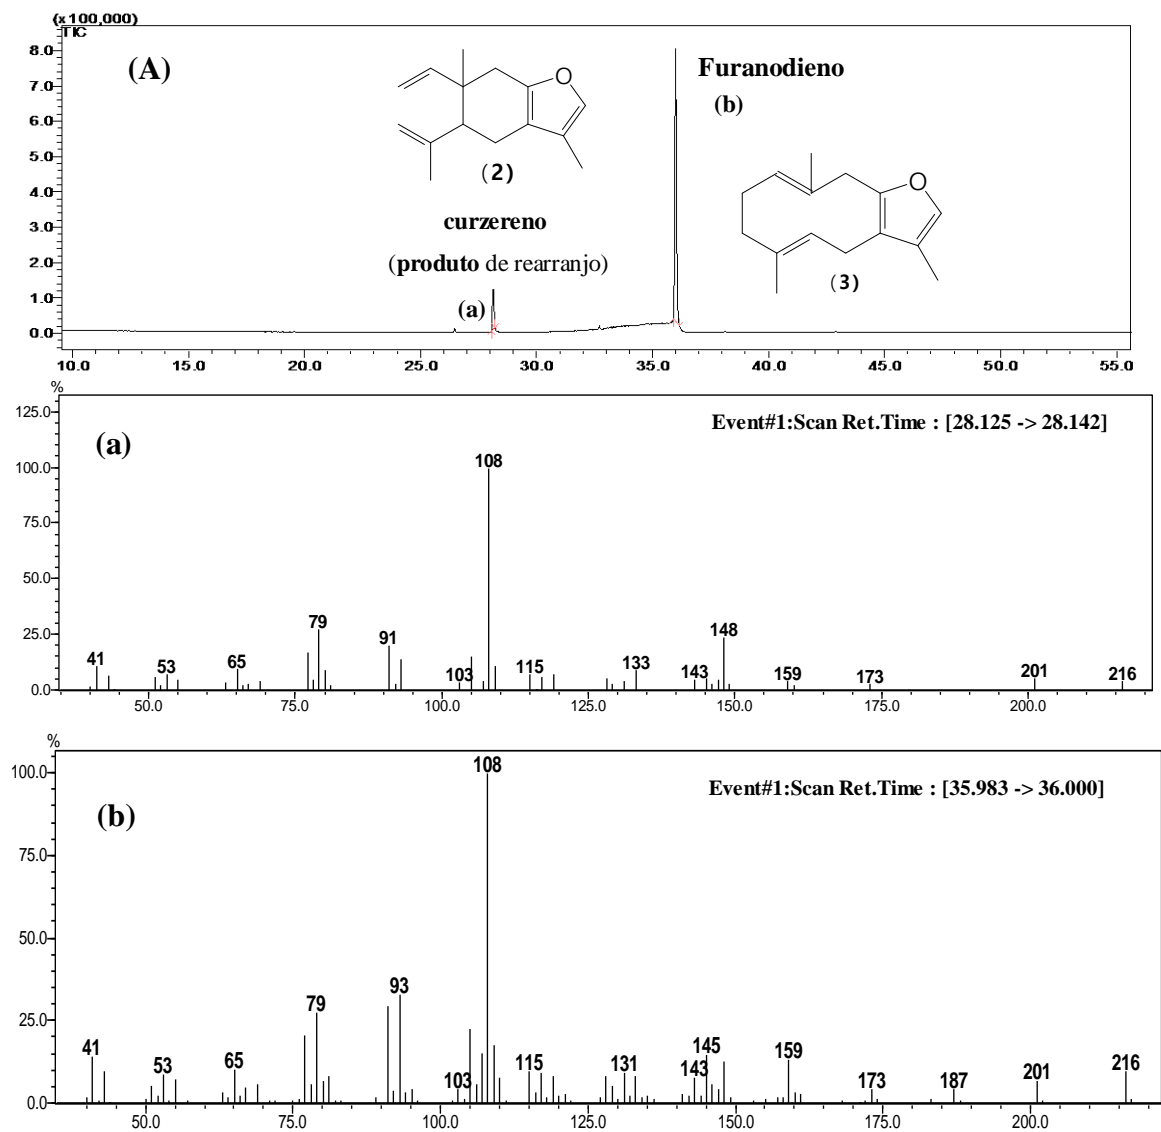 (x100,000)
TIC
8.0
7.0
6.0
5.0
4.0
3.0
2.0
1.0
0.0
(A)
O
(2)
curzereno
(produto de rearranjo)
(a)
Furanodieno
(b)
O
(3)
10.0 15.0 20.0 25.0 30.0 35.0 40.0 45.0 50.0 55.0
%
125.0
100.0
75.0
50.0
25.0
0.0
(a)
Event#1:Scan Ret.Time : [28.125 -> 28.142]
41 53 65 79 91 103 108 115 133 143 148 159 173 201 216
50.0 75.0 100.0 125.0 150.0 175.0 200.0
%
100.0
75.0
50.0
25.0
0.0
(b)
Event#1:Scan Ret.Time : [35.983 -> 36.000]
41 53 65 79 93 103 108 115 131 143 145 159 173 187 201 216
50.0 75.0 100.0 125.0 150.0 175.0 200.0